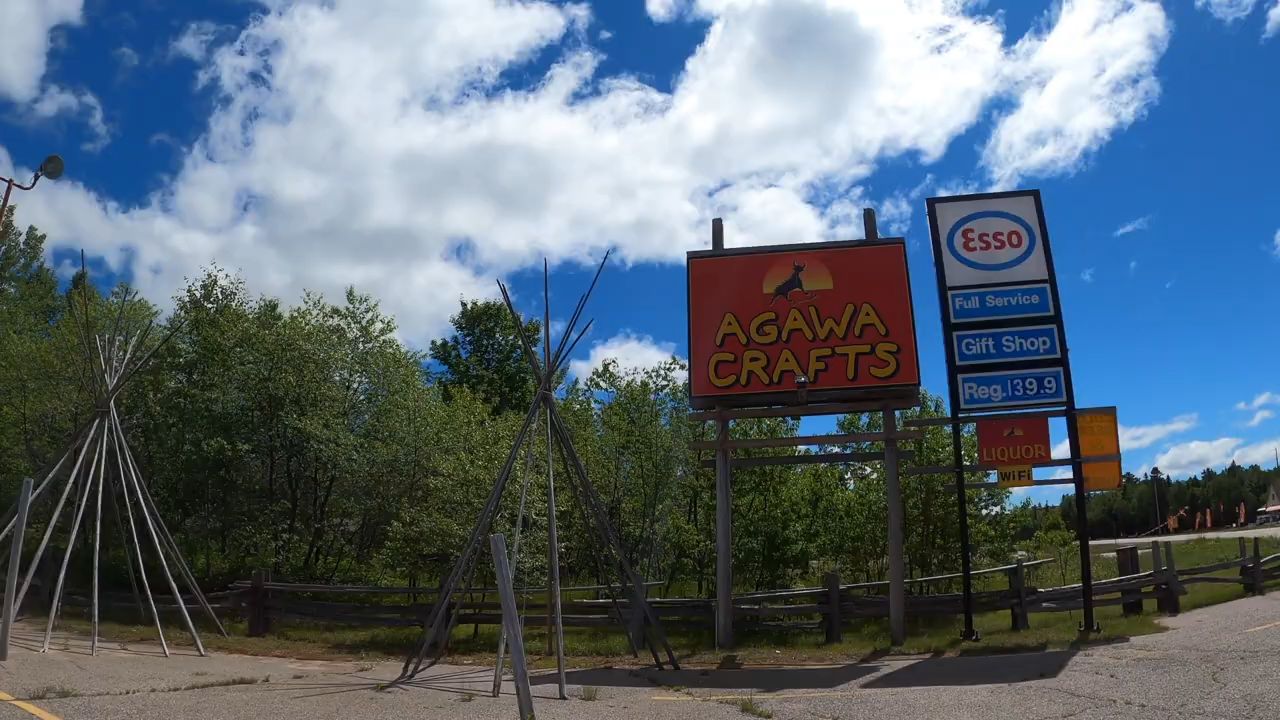 AGAWA
CRAFTS
Esso
Full Service
Gift Shop
Reg. 139.9
LIQUOR
WiFi